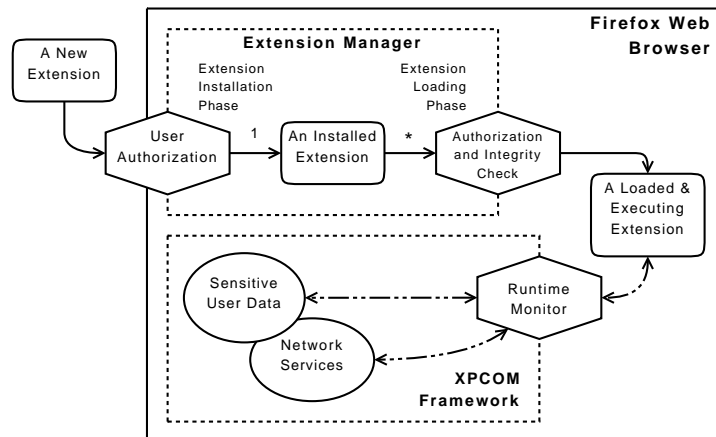 Firefox Web
Browser
Extension Manager
A New
Extension
Extension
Installation
Phase
Extension
Loading
Phase
User
Authorization
1
An Installed
Extension
*
Authorization
and Integrity
Check
A Loaded &
Executing
Extension
Sensitive
User Data
Runtime
Monitor
Network
Services
XPCOM
Framework